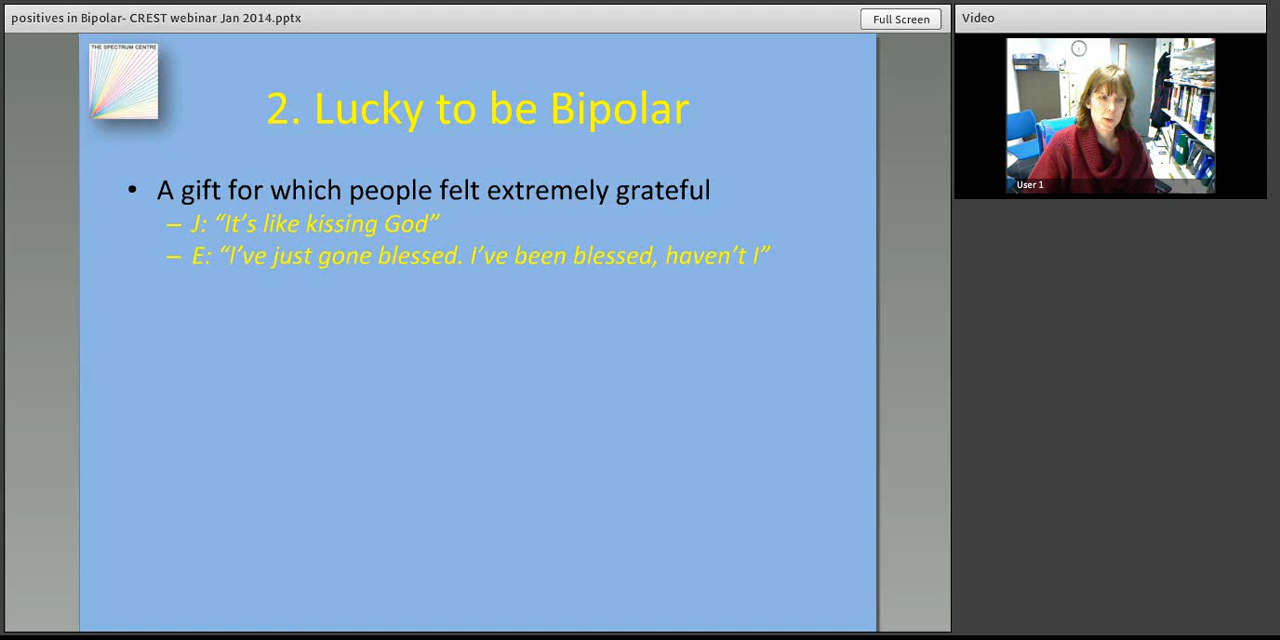 positives in Bipolar- CREST webinar Jan 2014.pptx
Full Screen
Video
THE SPECTRUM CENTRE
2. Lucky to be Bipolar
• A gift for which people felt extremely grateful
– J: “It’s like kissing God”
– E: “I’ve just gone blessed. I’ve been blessed, haven’t I”
User 1